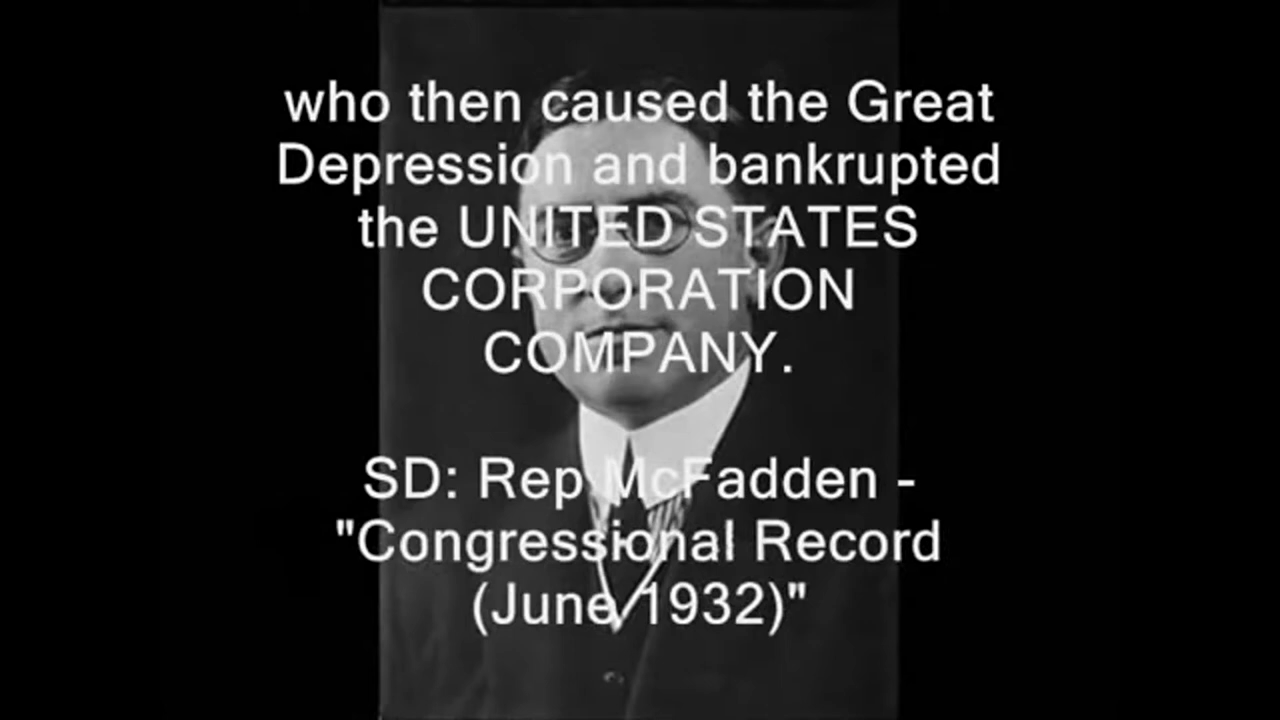 who then caused the Great
Depression and bankrupted
the UNITED STATES
CORPORATION
COMPANY.
SD: Rep McFadden -
"Congressional Record
(June 1932)"